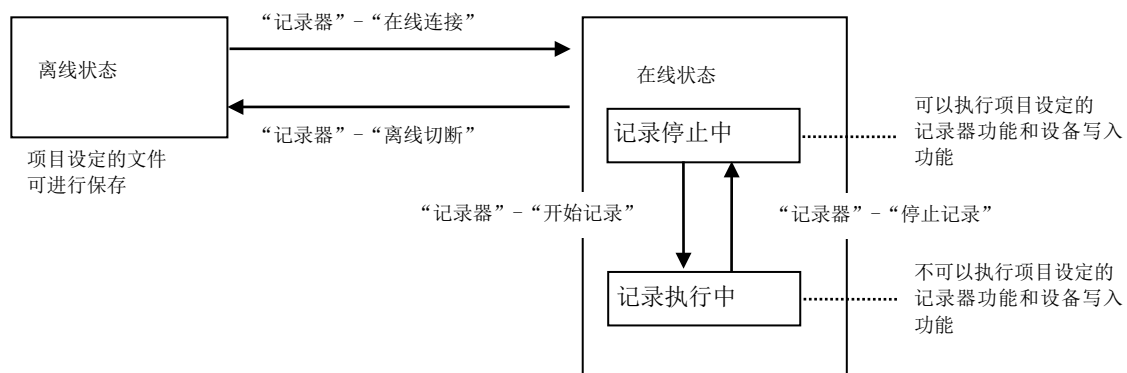 “记录器”-“在线连接”
离线状态
在线状态
可以执行项目设定的
记录器功能和设备写入
功能
记录停止中
“记录器”-“离线切断”
项目设定的文件
可进行保存
“记录器”-“开始记录”
“记录器”-“停止记录”
不可以执行项目设定的
记录器功能和设备写入
功能
记录执行中